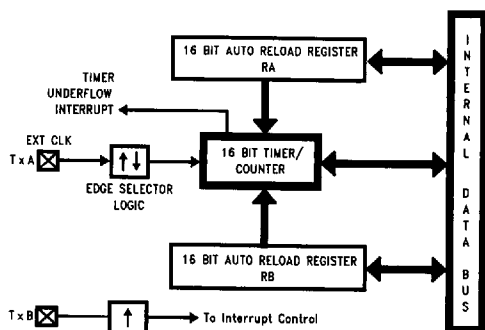 16 BIT AUTO RELOAD REGISTER
RA
TIMER
UNDERFLOW
INTERRUPT
EXT CLK
TxA
↑↓
EDGE SELECTOR
LOGIC
16 BIT TIMER/
COUNTER
16 BIT AUTO RELOAD REGISTER
RB
TxB
↑
To Interrupt Control
INTERNAL DATA BUS